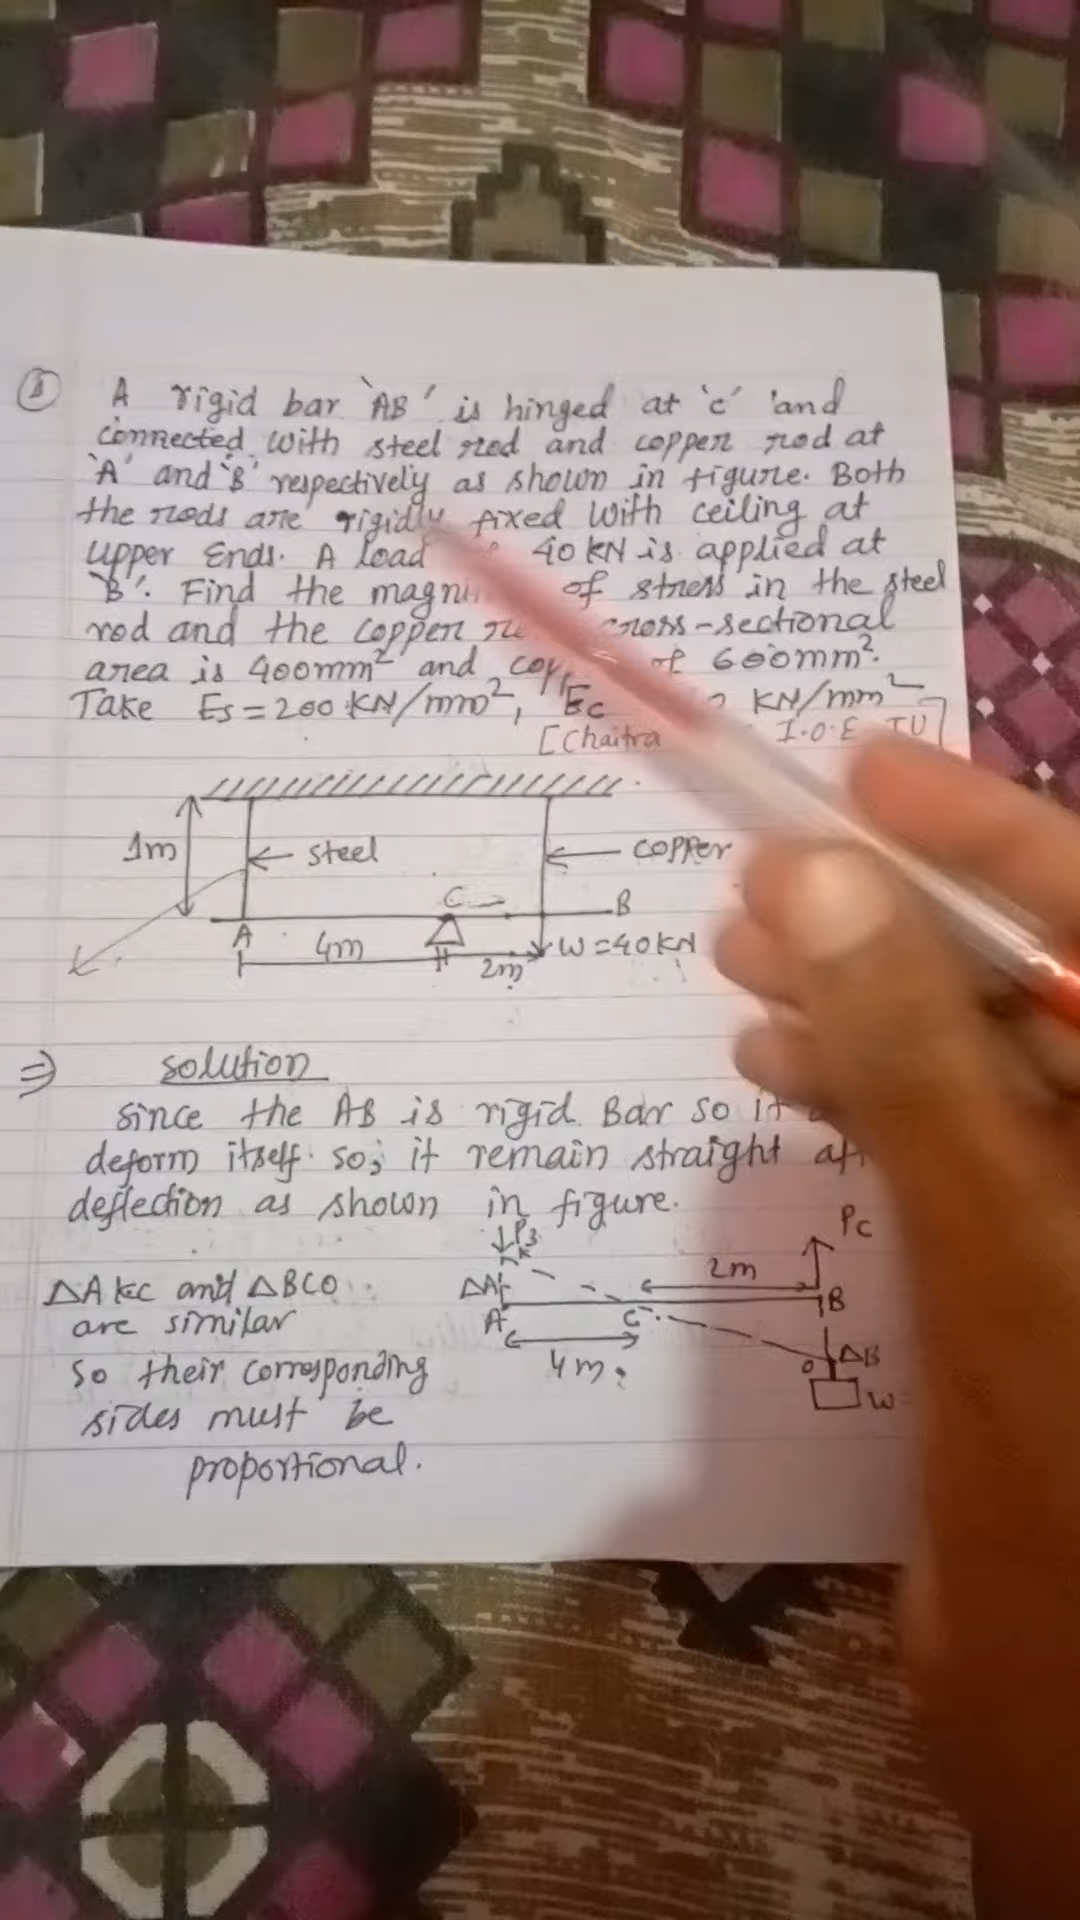 ①
A rigid bar `AB' is hinged at 'c' 'and
connected with steel rod and copper rod at
`A' and `B' respectively as shown in figure. Both
the rods are rigidly fixed with ceiling at
upper Ends. A load 40 KN is applied at
`B'. Find the of stress in the steel
rod and the copper cross-sectional
area is 400mm² and of 600mm².
Take Es = 200 KN/mm², Ec KN/mm²
[Chaitra I.O.E TU]
1m
steel
copper
C
B
A
4m
2m
W = 40KN
⇒ solution
since the AB is rigid Bar so it
deform itself. so; it remain straight
deflection as shown in figure.
Pc
Ps
2m
ΔA
K
B
A
C
4m
O
ΔB
W
ΔAKC and ΔBCO
are similar
so their corresponding
sides must be
proportional.